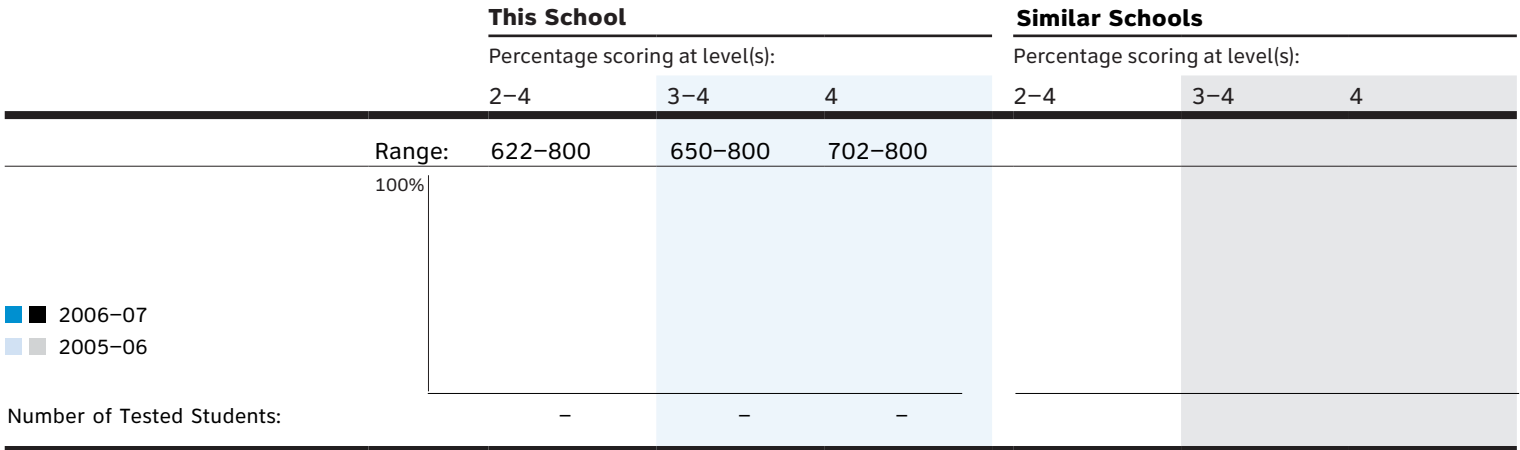 This School Similar Schools
Percentage scoring at level(s): Percentage scoring at level(s):
2–4 3–4 4 2–4 3–4 4
Range: 622–800 650–800 702–800
100%
2006–07
2005–06
Number of Tested Students: – – –